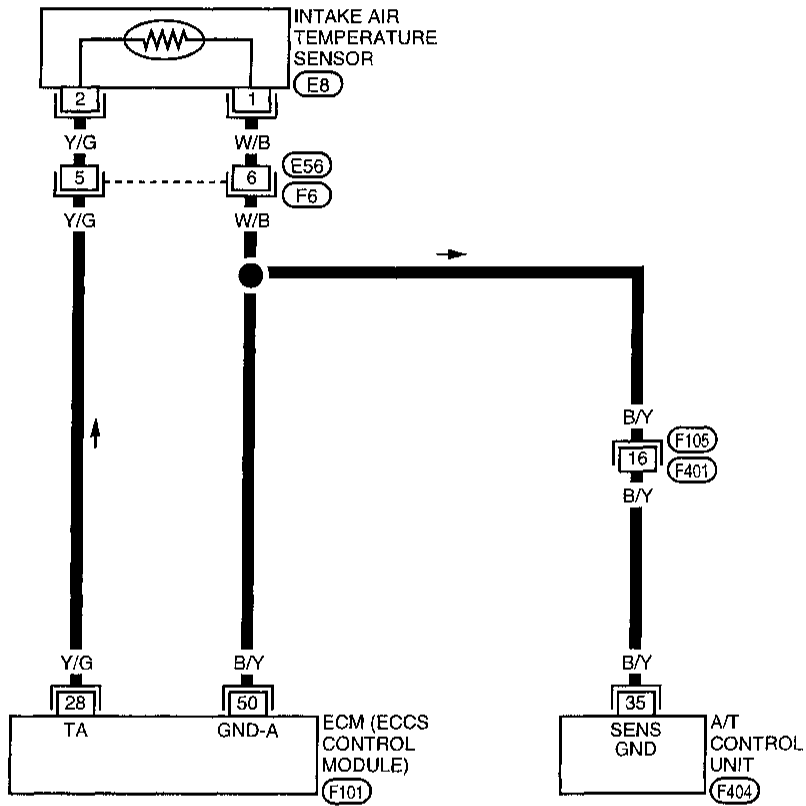 INTAKE AIR
TEMPERATURE
SENSOR
E8
2
1
Y/G
W/B
5
6
E56
F6
Y/G
W/B
B/Y
16
F105
F401
B/Y
Y/G
B/Y
B/Y
28
50
35
TA
GND-A
ECM (ECCS
CONTROL
MODULE)
F101
SENS
GND
A/T
CONTROL
UNIT
F404